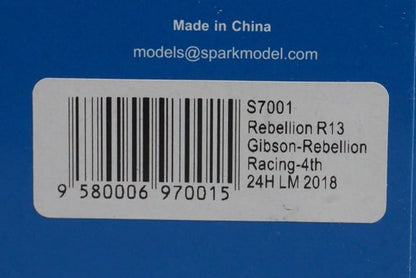 Made in China
models@sparkmodel.com
S7001
Rebellion R13
Gibson-Rebellion
Racing-4th
24H LM 2018
9 580006 970015